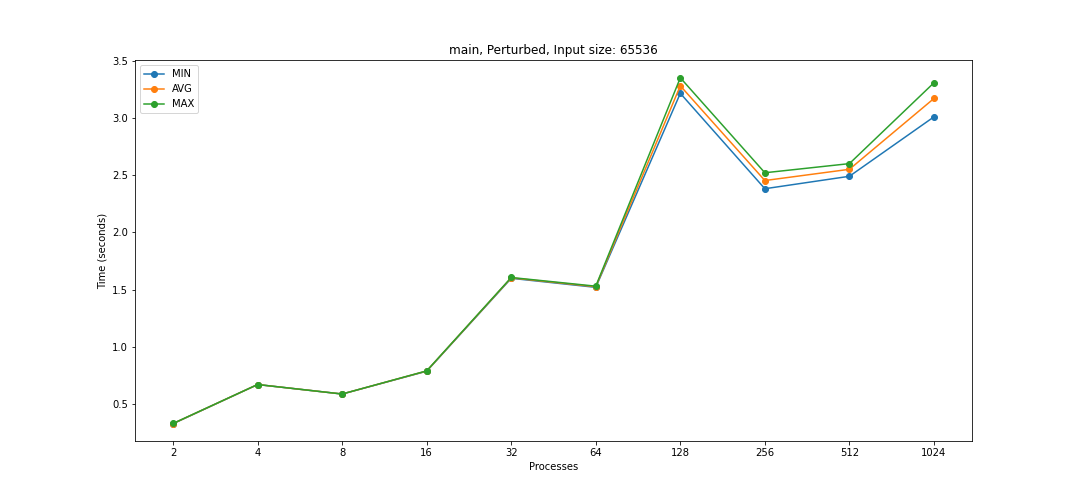 main, Perturbed, Input size: 65536
MIN
AVG
MAX
Time (seconds)
3.5
3.0
2.5
2.0
1.5
1.0
0.5
2 4 8 16 32 64 128 256 512 1024
Processes